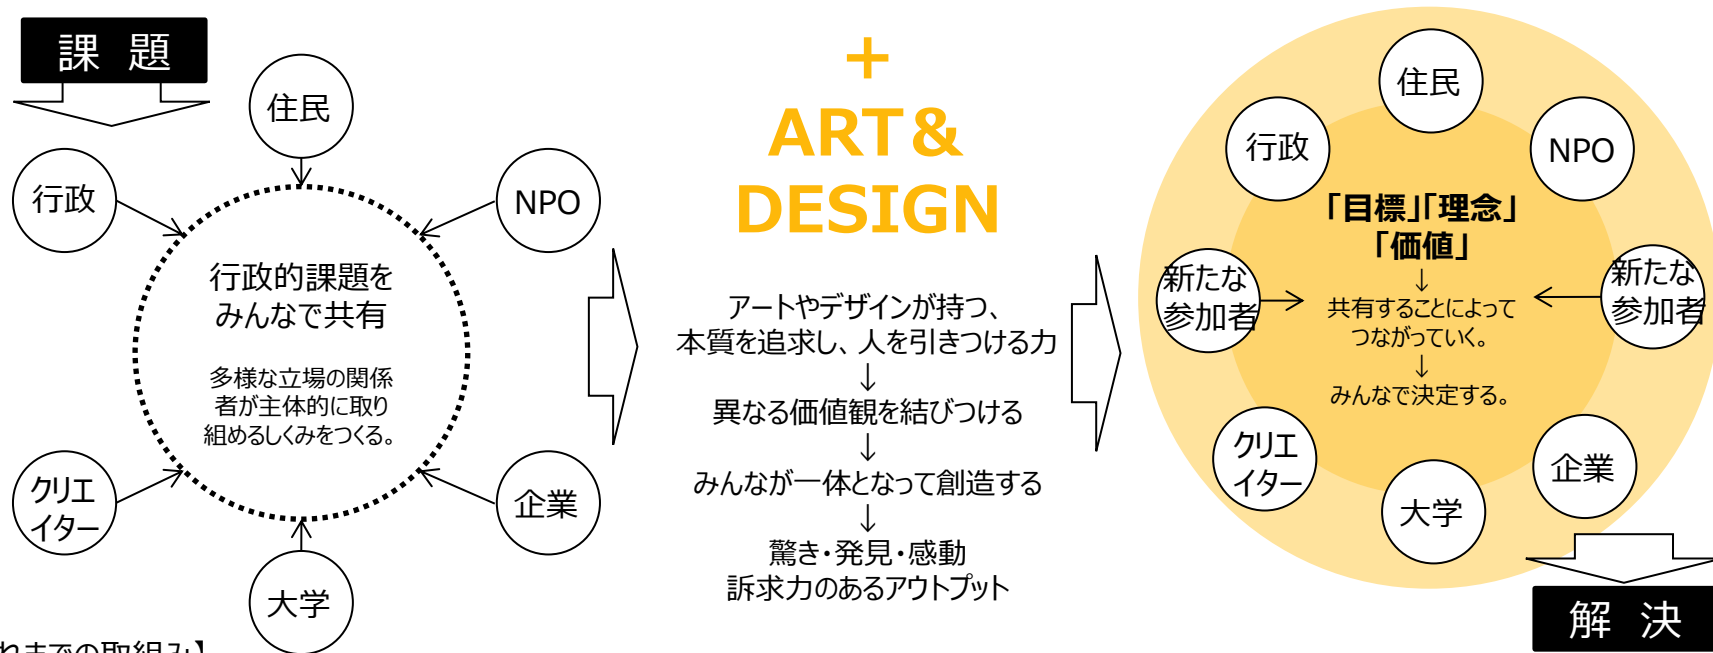 課 題
住民
行政
NPO
行政的課題を
みんなで共有
多様な立場の関係
者が主体的に取り
組めるしくみをつくる。
クリエ
イター
企業
大学
れまでの取組み】
+
ART&
DESIGN
アートやデザインが持つ、
本質を追求し、人を引きつける力
↓
異なる価値観を結びつける
↓
みんなが一体となって創造する
↓
驚き・発見・感動
訴求力のあるアウトプット
住民
行政
NPO
「目標」「理念」
「価値」
↓
共有することによって
つながっていく。
↓
みんなで決定する。
新たな
参加者
新たな
参加者
クリエ
イター
企業
大学
解 決